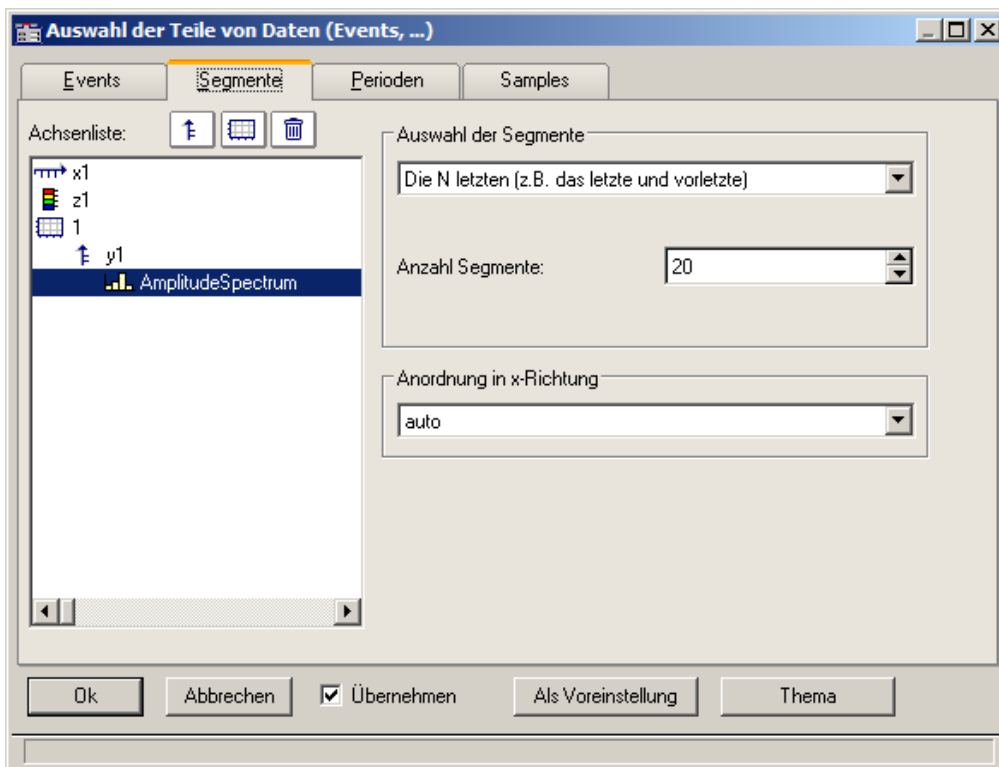 Auswahl der Teile von Daten (Events, ...)
Events Segmente Perioden Samples
Achsenliste:
x1
z1
1
y1
AmplitudeSpectrum
Auswahl der Segmente
Die N letzten (z.B. das letzte und vorletzte)
Anzahl Segmente: 20
Anordnung in x-Richtung
auto
Ok Abbrechen Übernehmen Als Voreinstellung Thema